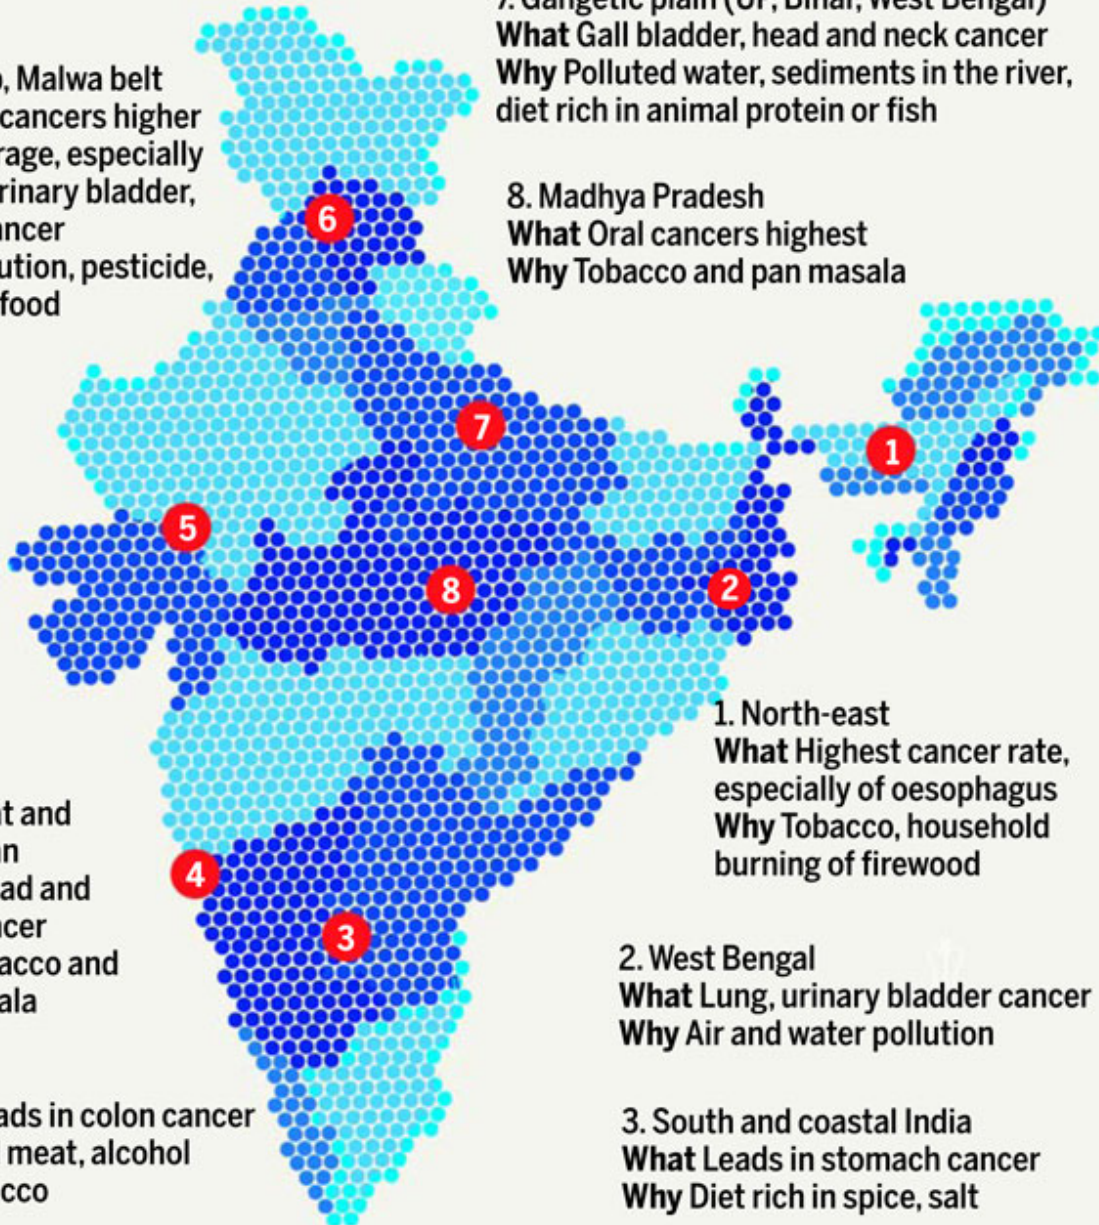 7. Gangetic plain (UP, Bihar, West Bengal)
What Gall bladder, head and neck cancer
Why Polluted water, sediments in the river,
diet rich in animal protein or fish
, Malwa belt
cancers higher
rage, especially
rinary bladder,
ncer
ution, pesticide,
food
8. Madhya Pradesh
What Oral cancers highest
Why Tobacco and pan masala
6
7
1
5
8
2
4
3
1. North-east
What Highest cancer rate,
especially of oesophagus
Why Tobacco, household
burning of firewood
t and
n
ad and
cer
acco and
ala
2. West Bengal
What Lung, urinary bladder cancer
Why Air and water pollution
ads in colon cancer
meat, alcohol
cco
3. South and coastal India
What Leads in stomach cancer
Why Diet rich in spice, salt